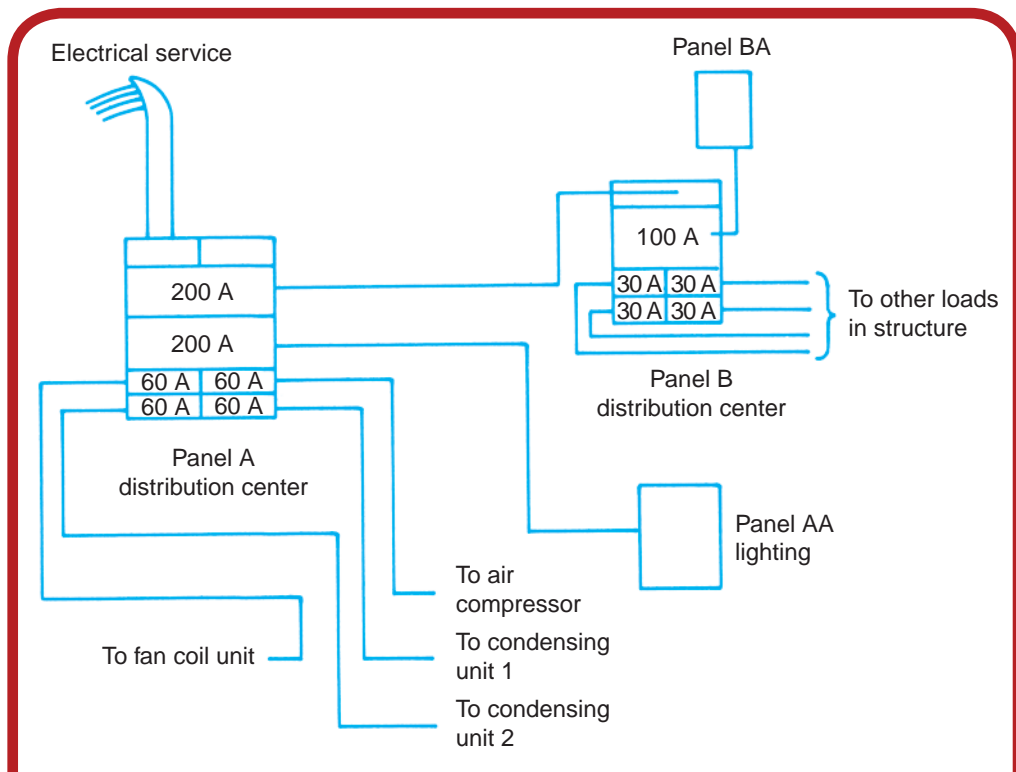 Electrical service
Panel BA
100 A
200 A
30 A 30 A
30 A 30 A
To other loads
in structure
200 A
Panel B
distribution center
60 A 60 A
60 A 60 A
Panel A
distribution center
Panel AA
lighting
To air
compressor
To fan coil unit
To condensing
unit 1
To condensing
unit 2